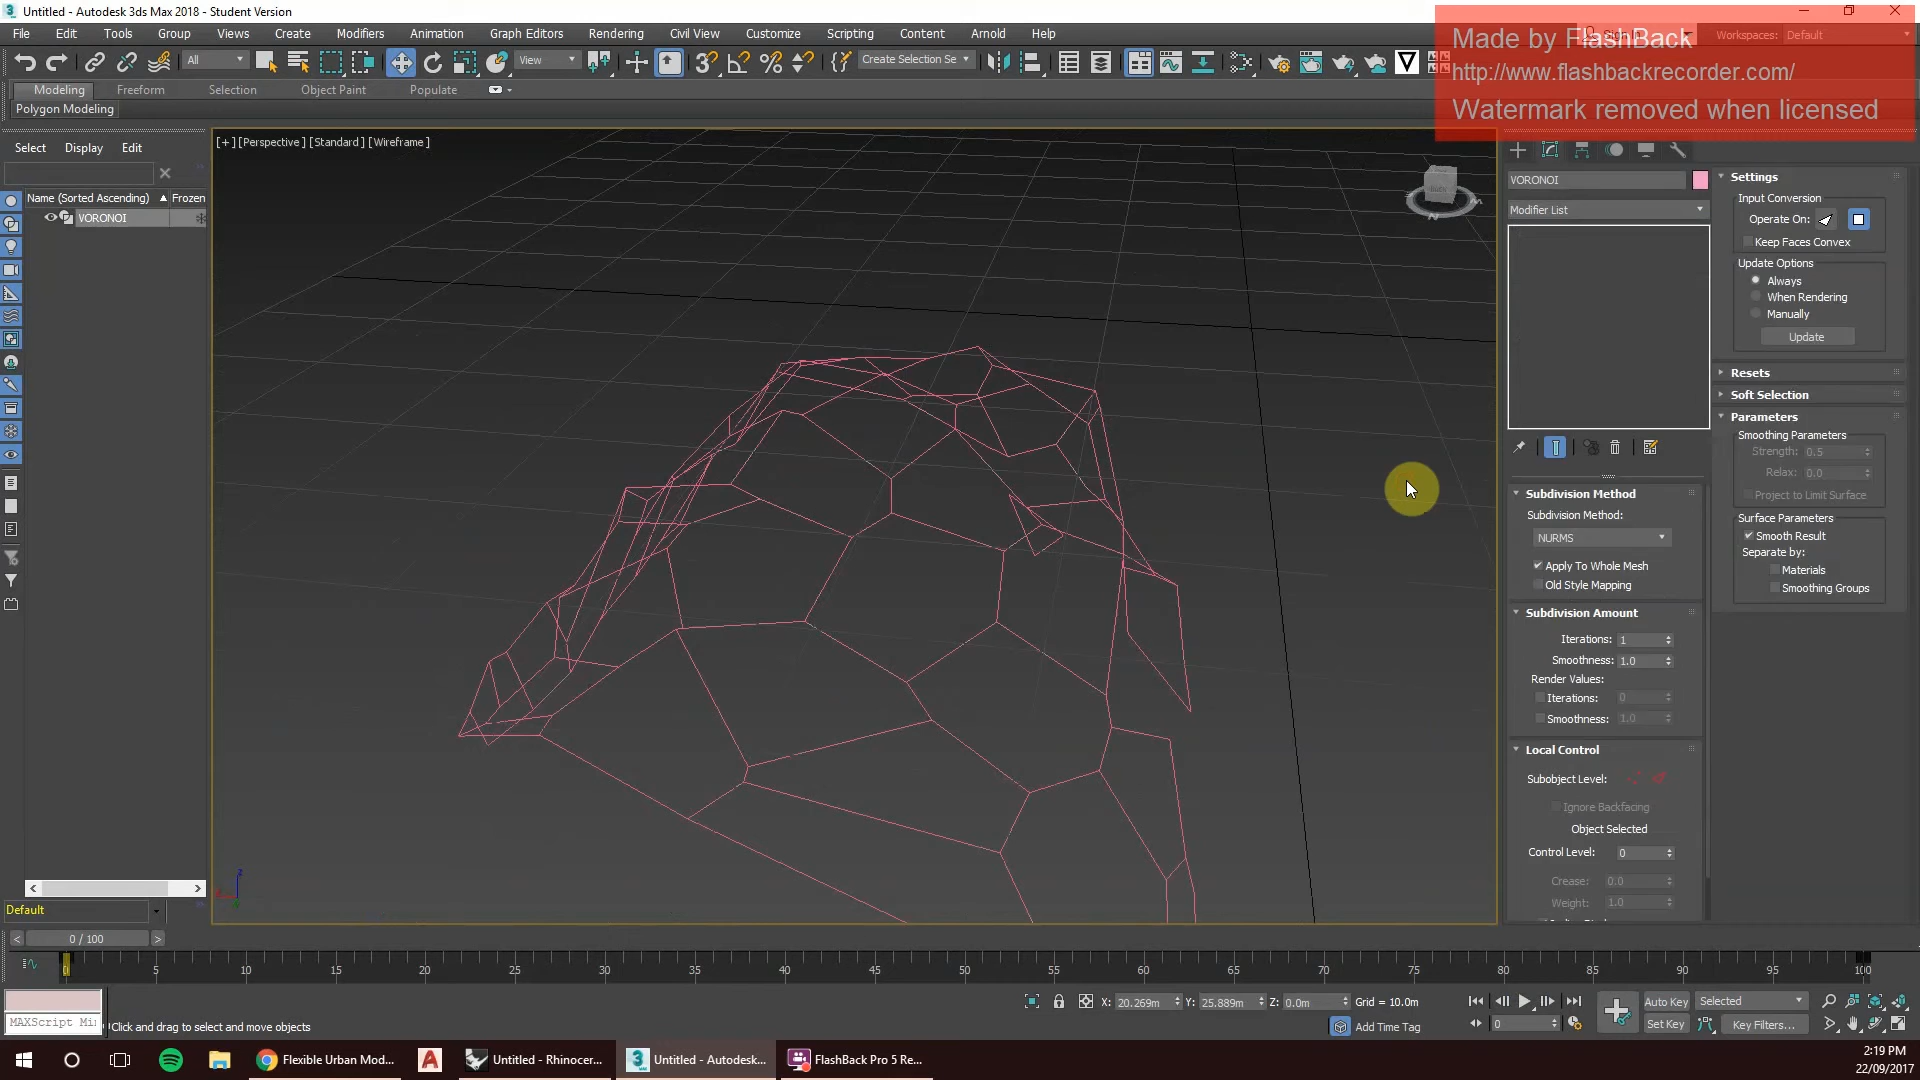 Untitled - Autodesk 3ds Max 2018 - Student Version
File Edit Tools Group Views Create Modifiers Animation Graph Editors Rendering Civil View Customize Scripting Content Arnold Help
Workspaces: Default
Made by FlashBack
http://www.flashbackrecorder.com/
Watermark removed when licensed
All View Create Selection Se
Modeling Freeform Selection Object Paint Populate
Polygon Modeling
Select Display Edit
Name (Sorted Ascending) Frozen
VORONOI
[+] [Perspective] [Standard] [Wireframe]
VORONOI
Modifier List
Subdivision Method
Subdivision Method:
NURMS
Apply To Whole Mesh
Old Style Mapping
Subdivision Amount
Iterations: 1
Smoothness: 1.0
Render Values:
Iterations: 0
Smoothness: 1.0
Local Control
Subobject Level:
Ignore Backfacing
Object Selected
Control Level: 0
Crease: 0.0
Weight: 1.0
Settings
Input Conversion
Operate On:
Keep Faces Convex
Update Options
Always
When Rendering
Manually
Update
Resets
Soft Selection
Parameters
Smoothing Parameters
Strength: 0.5
Relax: 0.0
Project to Limit Surface
Surface Parameters
Smooth Result
Separate by:
Materials
Smoothing Groups
Default
0 / 100
0 5 10 15 20 25 30 35 40 45 50 55 60 65 70 75 80 85 90 95 100
MAXScript Mi
Click and drag to select and move objects
X: 20.269m Y: 25.889m Z: 0.0m Grid = 10.0m
Add Time Tag
0
Auto Key Selected
Set Key Key Filters...
Flexible Urban Mod... Untitled - Rhinocer... Untitled - Autodesk... FlashBack Pro 5 Re...
2:19 PM
22/09/2017